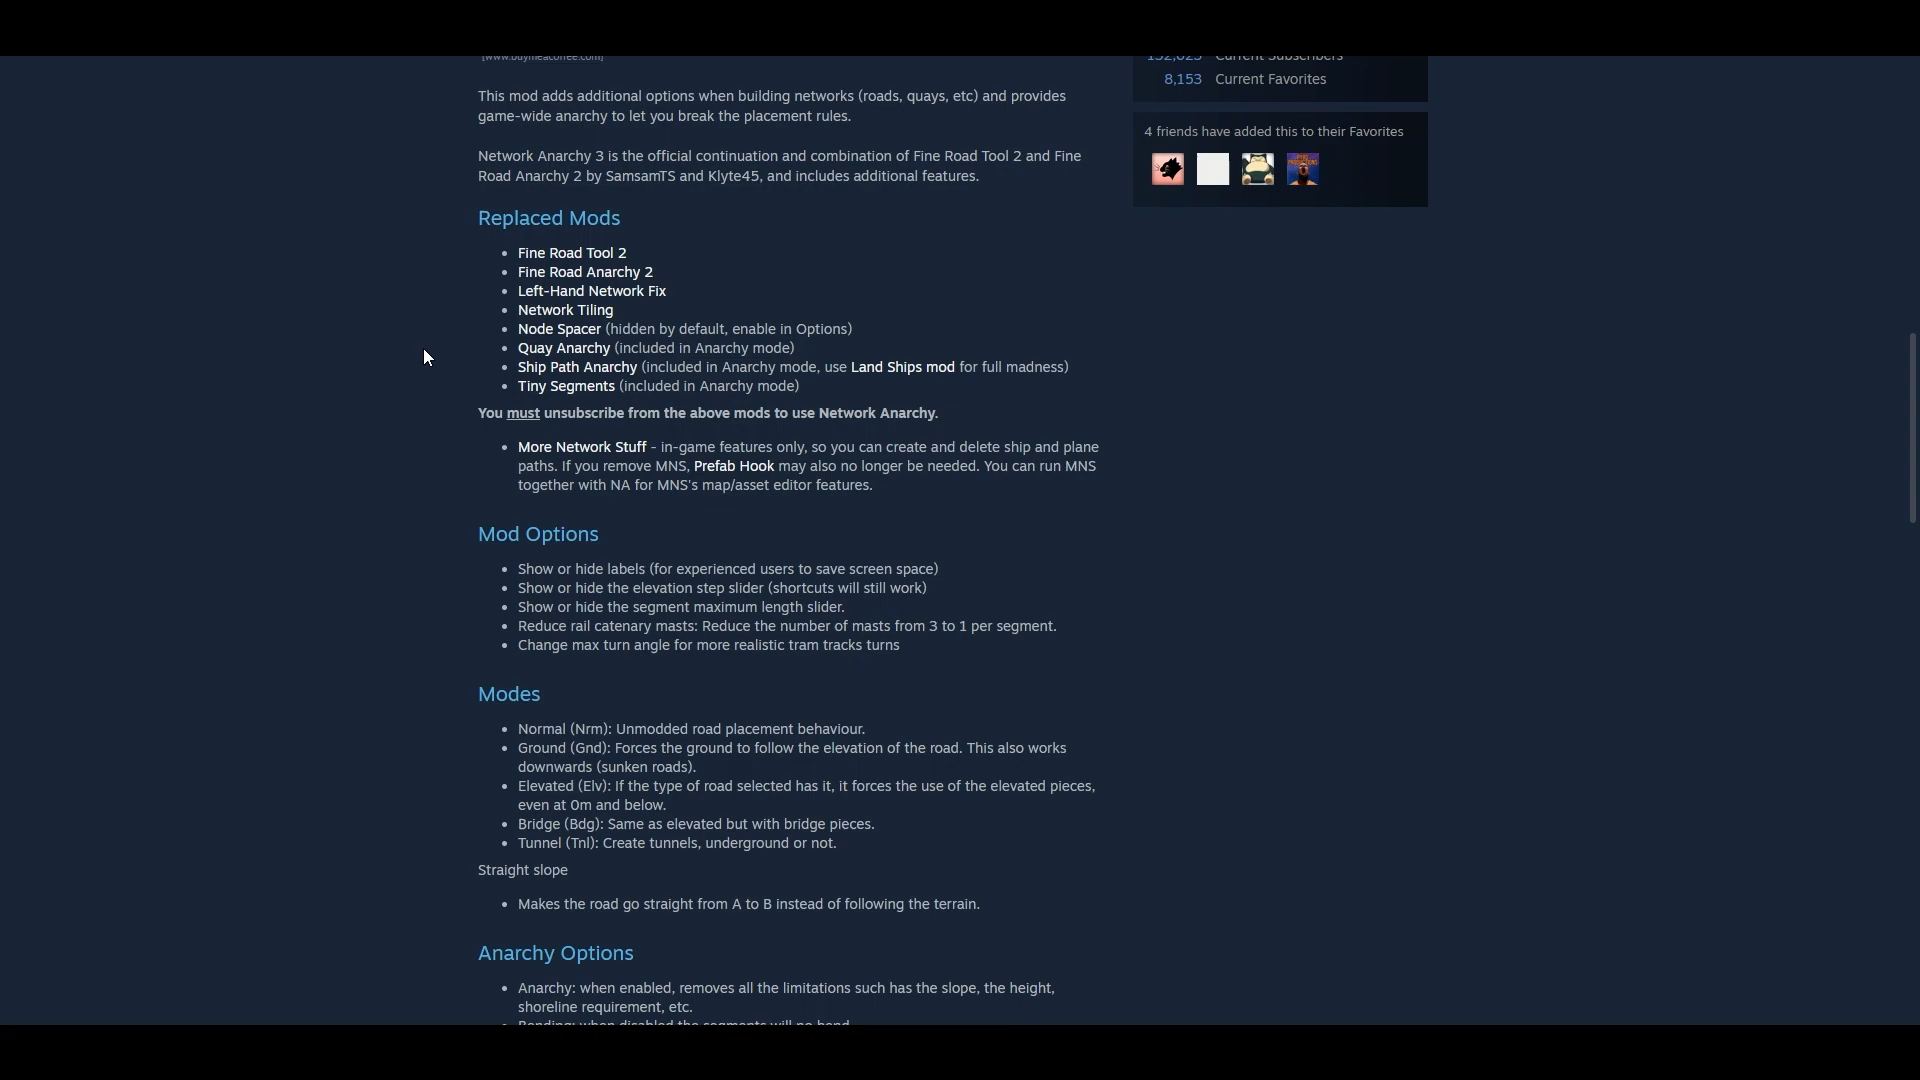 [www.buymeacoffee.com]
This mod adds additional options when building networks (roads, quays, etc) and provides
game-wide anarchy to let you break the placement rules.
Network Anarchy 3 is the official continuation and combination of Fine Road Tool 2 and Fine
Road Anarchy 2 by SamsamTS and Klyte45, and includes additional features.
Replaced Mods
• Fine Road Tool 2
• Fine Road Anarchy 2
• Left-Hand Network Fix
• Network Tiling
• Node Spacer (hidden by default, enable in Options)
• Quay Anarchy (included in Anarchy mode)
• Ship Path Anarchy (included in Anarchy mode, use Land Ships mod for full madness)
• Tiny Segments (included in Anarchy mode)
You must unsubscribe from the above mods to use Network Anarchy.
• More Network Stuff - in-game features only, so you can create and delete ship and plane
paths. If you remove MNS, Prefab Hook may also no longer be needed. You can run MNS
together with NA for MNS's map/asset editor features.
Mod Options
• Show or hide labels (for experienced users to save screen space)
• Show or hide the elevation step slider (shortcuts will still work)
• Show or hide the segment maximum length slider.
• Reduce rail catenary masts: Reduce the number of masts from 3 to 1 per segment.
• Change max turn angle for more realistic tram tracks turns
Modes
• Normal (Nrm): Unmodded road placement behaviour.
• Ground (Gnd): Forces the ground to follow the elevation of the road. This also works
downwards (sunken roads).
• Elevated (Elv): If the type of road selected has it, it forces the use of the elevated pieces,
even at 0m and below.
• Bridge (Bdg): Same as elevated but with bridge pieces.
• Tunnel (Tnl): Create tunnels, underground or not.
Straight slope
• Makes the road go straight from A to B instead of following the terrain.
Anarchy Options
• Anarchy: when enabled, removes all the limitations such has the slope, the height,
shoreline requirement, etc.
• Bending: when disabled the segments will no bend
Current Subscribers
8,153 Current Favorites
4 friends have added this to their Favorites